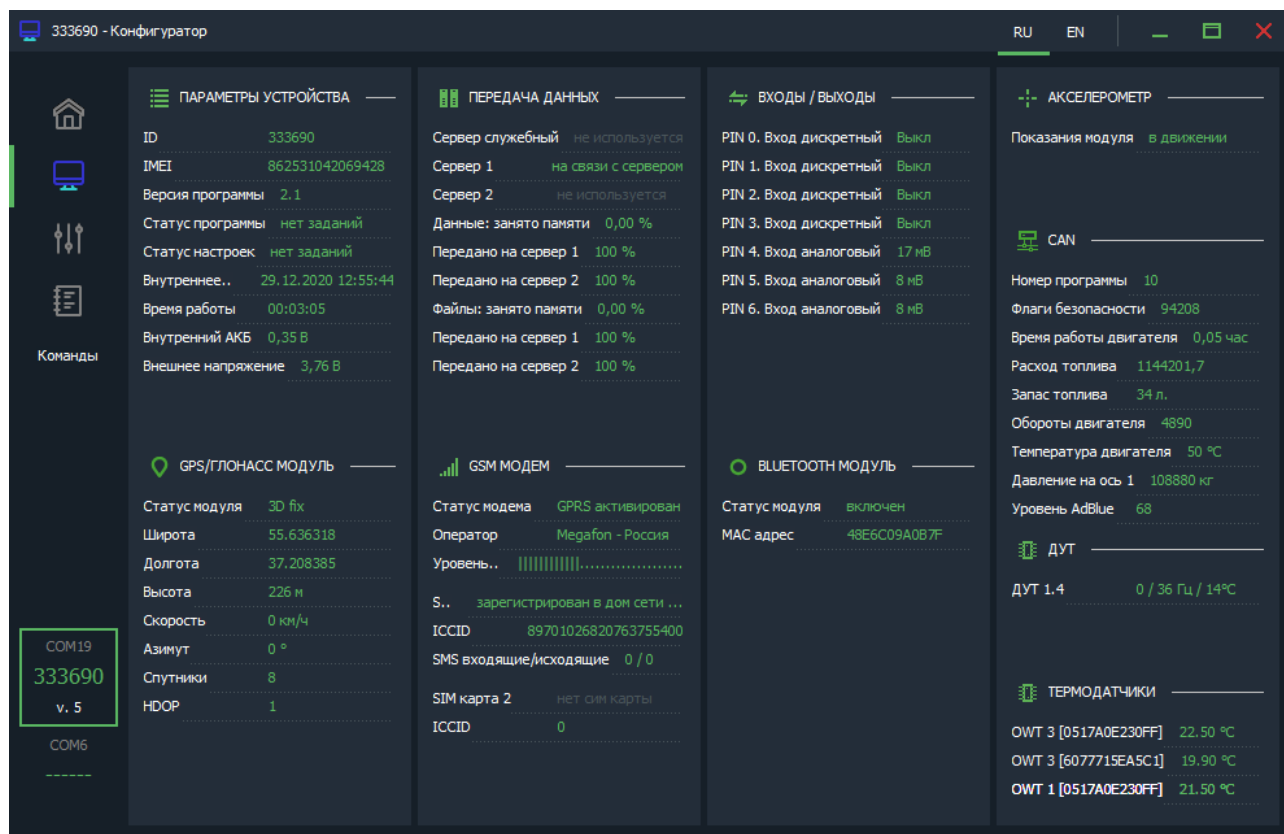 333690 - Конфигуратор
RU EN
Команды
COM19
333690
v. 5
COM6
------
ПАРАМЕТРЫ УСТРОЙСТВА
ID 333690
IMEI 862531042069428
Версия программы 2.1
Статус программы нет заданий
Статус настроек нет заданий
Внутреннее.. 29.12.2020 12:55:44
Время работы 00:03:05
Внутренний АКБ 0,35 В
Внешнее напряжение 3,76 В
GPS/ГЛОНАСС МОДУЛЬ
Статус модуля 3D fix
Широта 55.636318
Долгота 37.208385
Высота 226 м
Скорость 0 км/ч
Азимут 0 °
Спутники 8
HDOP 1
ПЕРЕДАЧА ДАННЫХ
Сервер служебный не используется
Сервер 1 на связи с сервером
Сервер 2 не используется
Данные: занято памяти 0,00 %
Передано на сервер 1 100 %
Передано на сервер 2 100 %
Файлы: занято памяти 0,00 %
Передано на сервер 1 100 %
Передано на сервер 2 100 %
GSM МОДЕМ
Статус модема GPRS активирован
Оператор Megafon - Россия
Уровень..
S.. зарегистрирован в дом сети ...
ICCID 89701026820763755400
SMS входящие/исходящие 0 / 0
SIM карта 2 нет сим карты
ICCID 0
ВХОДЫ / ВЫХОДЫ
PIN 0. Вход дискретный Выкл
PIN 1. Вход дискретный Выкл
PIN 2. Вход дискретный Выкл
PIN 3. Вход дискретный Выкл
PIN 4. Вход аналоговый 17 мВ
PIN 5. Вход аналоговый 8 мВ
PIN 6. Вход аналоговый 8 мВ
BLUETOOTH МОДУЛЬ
Статус модуля включен
MAC адрес 48E6C09A0B7F
АКСЕЛЕРОМЕТР
Показания модуля в движении
CAN
Номер программы 10
Флаги безопасности 94208
Время работы двигателя 0,05 час
Расход топлива 1144201,7
Запас топлива 34 л.
Обороты двигателя 4890
Температура двигателя 50 °C
Давление на ось 1 108880 кг
Уровень AdBlue 68
ДУТ
ДУТ 1.4 0 / 36 Гц / 14°C
ТЕРМОДАТЧИКИ
OWT 3 [0517A0E230FF] 22.50 °C
OWT 3 [6077715EA5C1] 19.90 °C
OWT 1 [0517A0E230FF] 21.50 °C